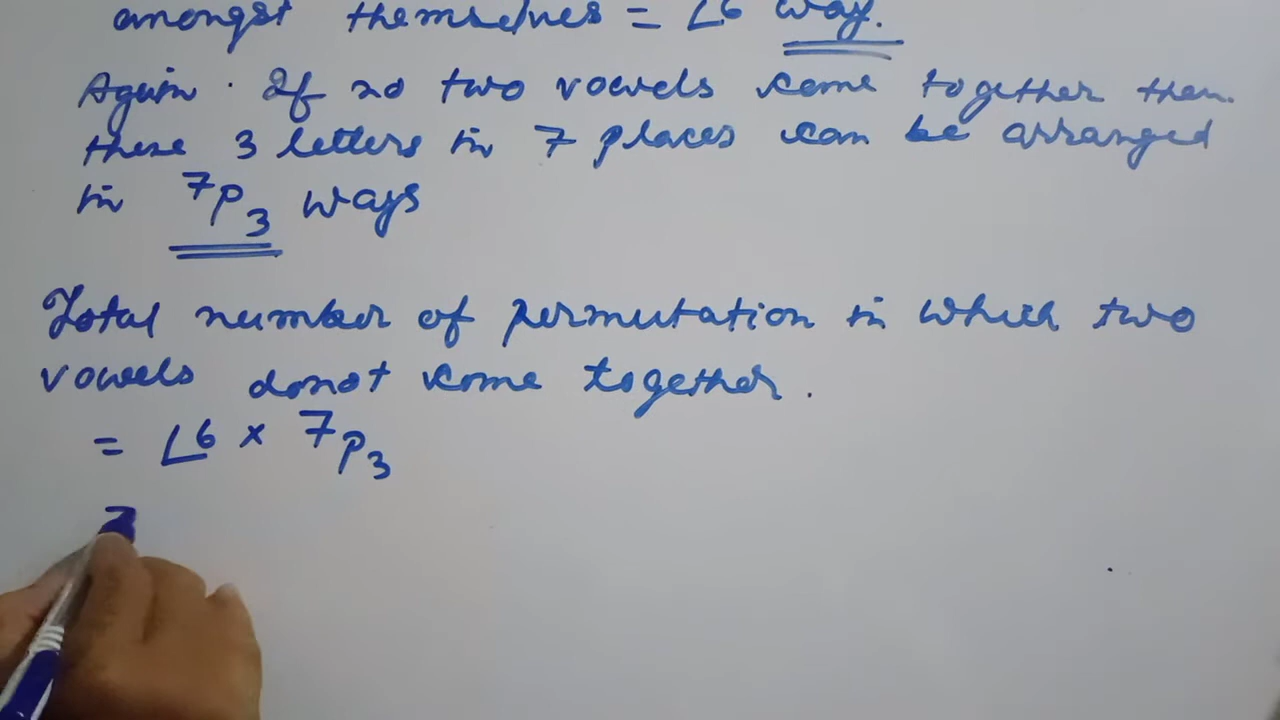 amongst themselves = ∟6 way.
Again. If no two vowels come together then.
these 3 letters in 7 places can be arranged
in ⁷P₃ ways
Total number of permutation in which two
vowels donot come together.
= ∟6 × ⁷P₃
=